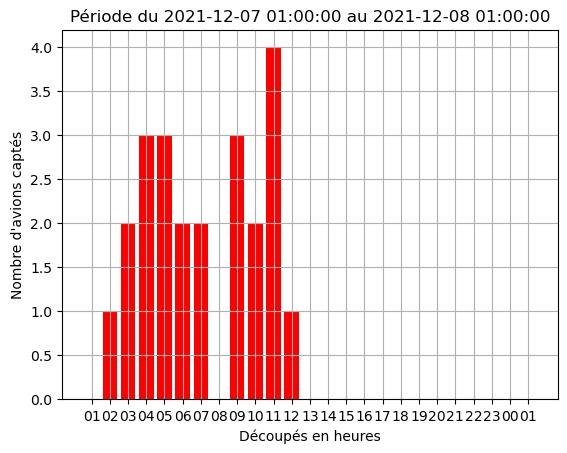 Période du 2021-12-07 01:00:00 au 2021-12-08 01:00:00
4.0
3.5
3.0
2.5
2.0
1.5
1.0
0.5
0.0
Nombre d'avions captés
01 02 03 04 05 06 07 08 09 10 11 12 13 14 15 16 17 18 19 20 21 22 23 00 01
Découpés en heures